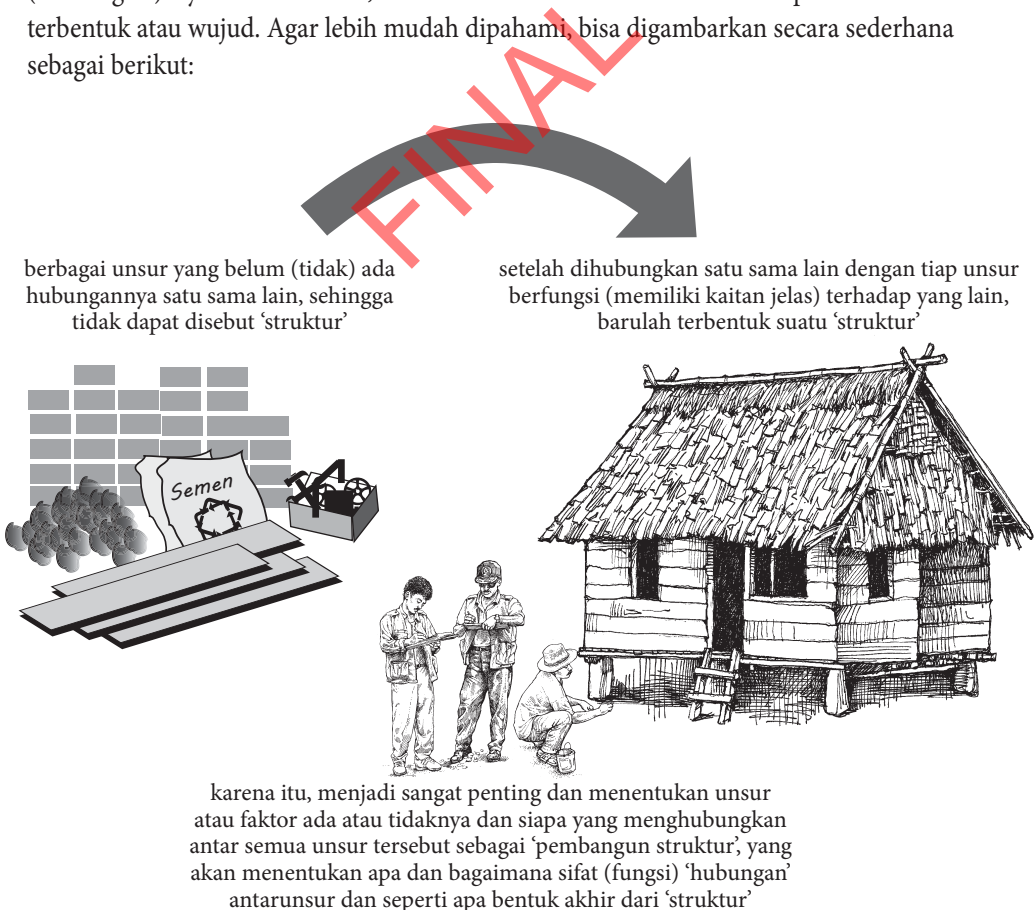 terbentuk atau wujud. Agar lebih mudah dipahami, bisa digambarkan secara sederhana
sebagai berikut:
FINAL
berbagai unsur yang belum (tidak) ada
hubungannya satu sama lain, sehingga
tidak dapat disebut ‘struktur’
setelah dihubungkan satu sama lain dengan tiap unsur
berfungsi (memiliki kaitan jelas) terhadap yang lain,
barulah terbentuk suatu ‘struktur’
Semen
karena itu, menjadi sangat penting dan menentukan unsur
atau faktor ada atau tidaknya dan siapa yang menghubungkan
antar semua unsur tersebut sebagai ‘pembangun struktur’, yang
akan menentukan apa dan bagaimana sifat (fungsi) ‘hubungan’
antarunsur dan seperti apa bentuk akhir dari ‘struktur’